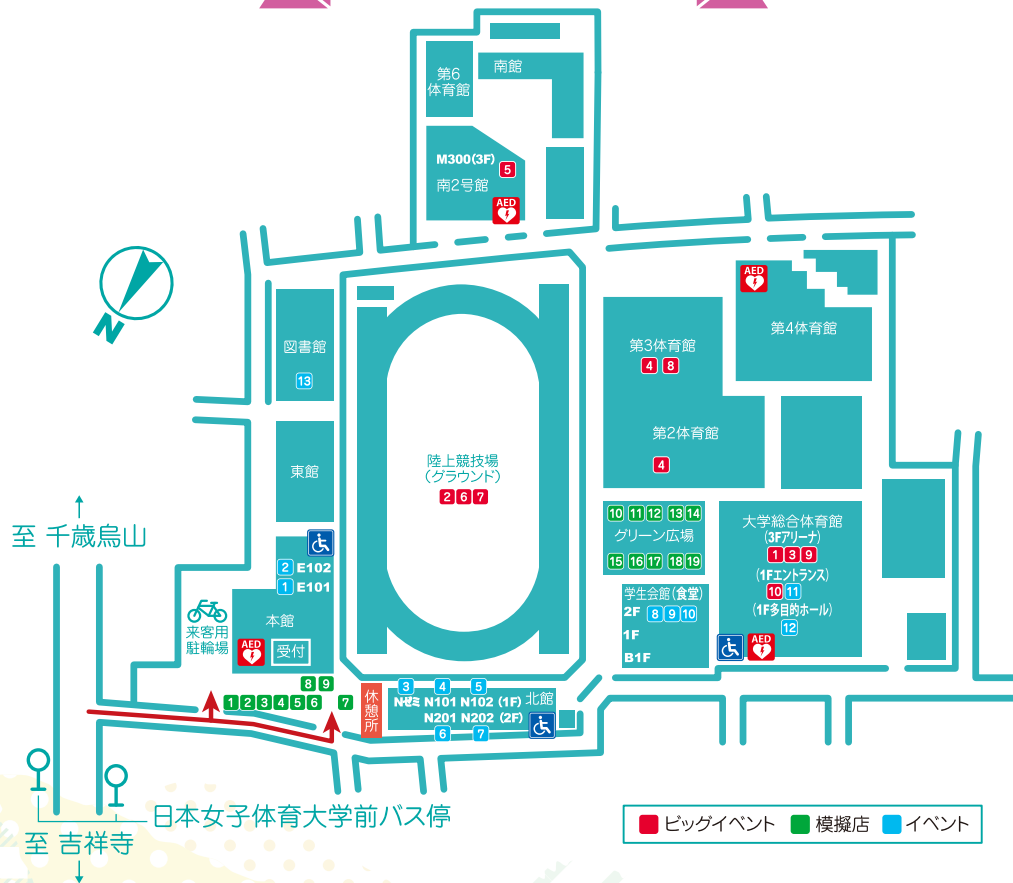 第6
体育館
南館
M300(3F)
5
南2号館
AED
N
図書館
13
東館
2 E102
1 E101
本館
AED
受付
来客用
駐輪場
至 千歳烏山
陸上競技場
(グラウンド)
2 6 7
AED
第4体育館
第3体育館
4 8
第2体育館
4
10 11 12 13 14
グリーン広場
15 16 17 18 19
大学総合体育館
(3Fアリーナ)
1 3 9
(1Fエントランス)
10 11
(1F多目的ホール)
12
AED
学生会館(食堂)
2F 8 9 10
1F
B1F
8 9
1 2 3 4 5 6 7
休憩所
3 4 5
Nゼミ N101 N102 (1F) 北館
N201 N202 (2F)
6 7
日本女子体育大学前バス停
至 吉祥寺
ビッグイベント 模擬店 イベント